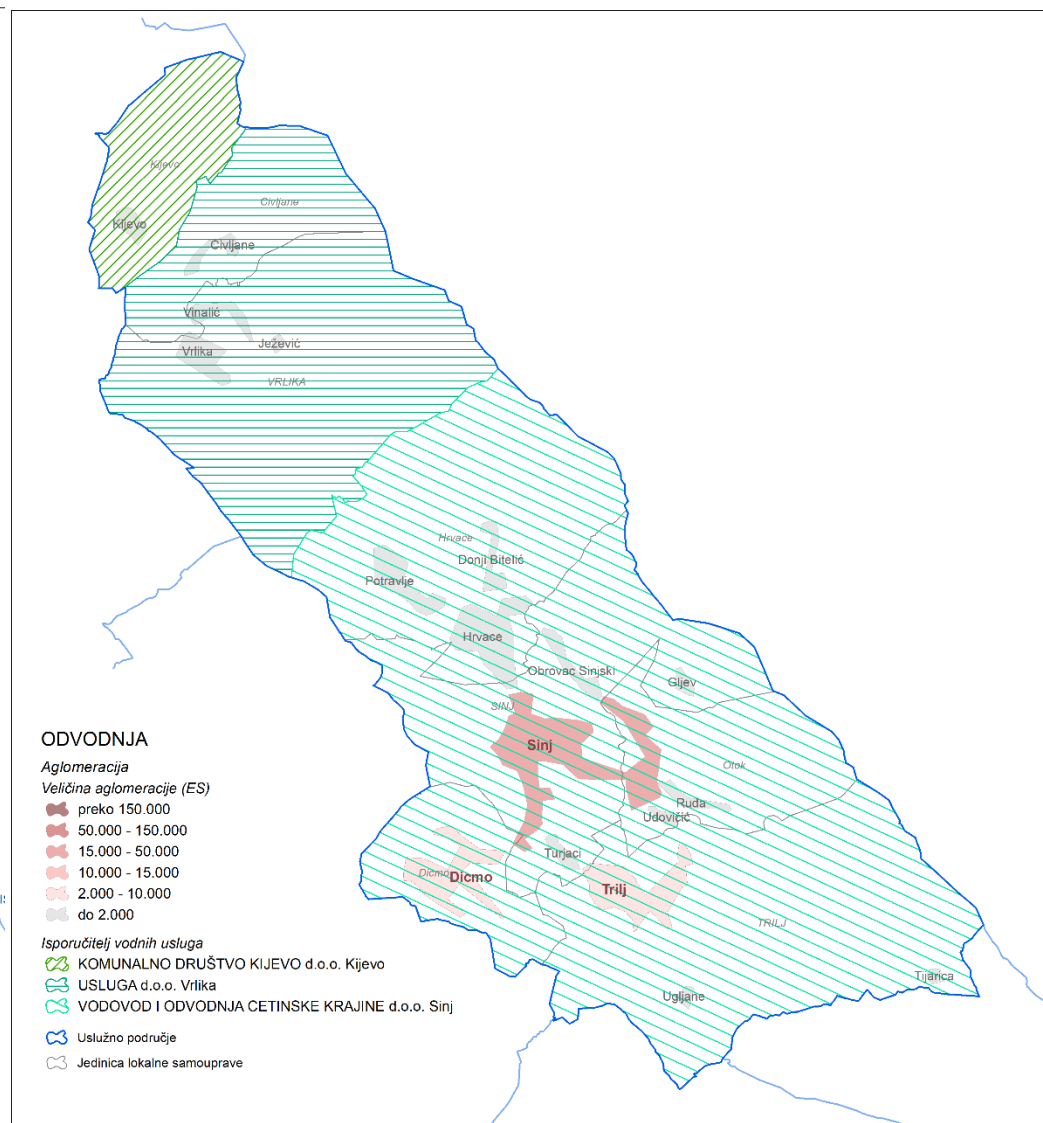 Kijevo
Kijevo
Civljane
Civljane
Vinalić
Vrlika
Ježević
VRLIKA
Hrvace
Donji Bitelić
Potravlje
Hrvace
Obrovac Sinjski
Gljev
SINJ
Sinj
Otok
Ruda
Udovičić
Turjaci
Dicmo
Dicmo
Trilj
TRILJ
Tijarica
Ugljane
ODVODNJA
Aglomeracija
Veličina aglomeracije (ES)
preko 150.000
50.000 - 150.000
15.000 - 50.000
10.000 - 15.000
2.000 - 10.000
do 2.000
Isporučitelj vodnih usluga
KOMUNALNO DRUŠTVO KIJEVO d.o.o. Kijevo
USLUGA d.o.o. Vrlika
VODOVOD I ODVODNJA CETINSKE KRAJINE d.o.o. Sinj
Uslužno područje
Jedinica lokalne samouprave